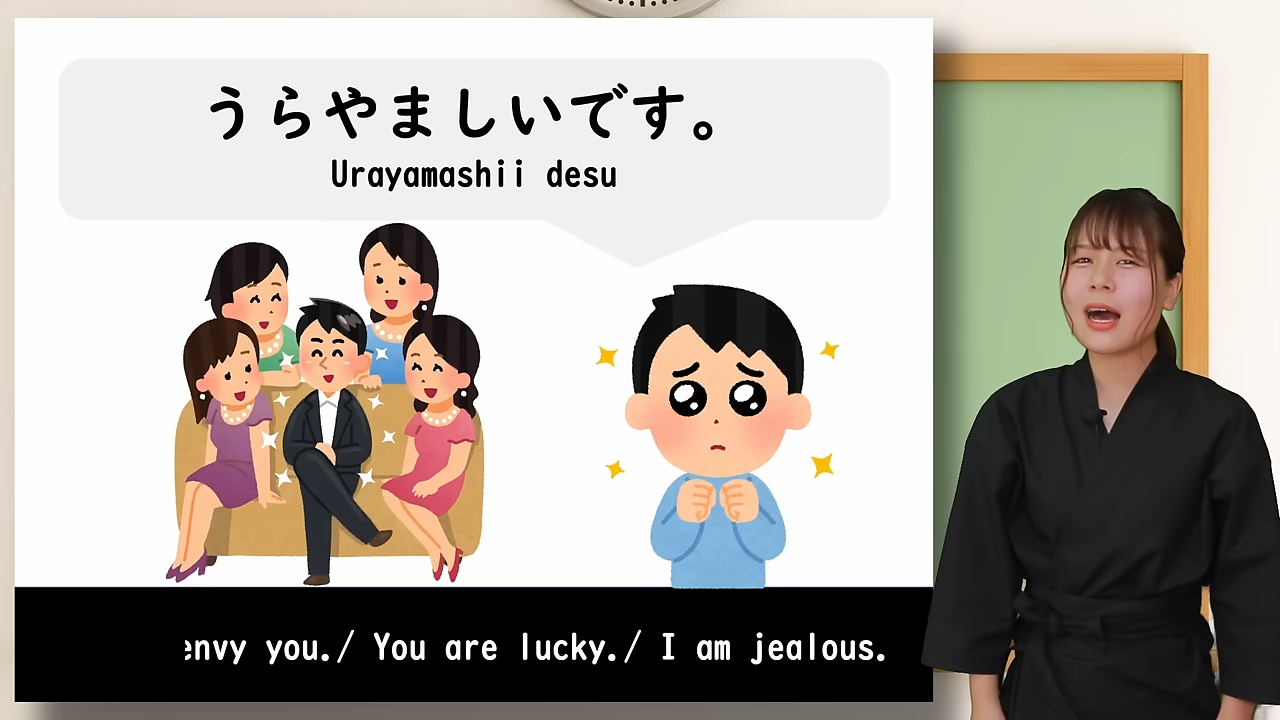 うらやましいです。
Urayamashii desu
envy you./ You are lucky./ I am jealous.